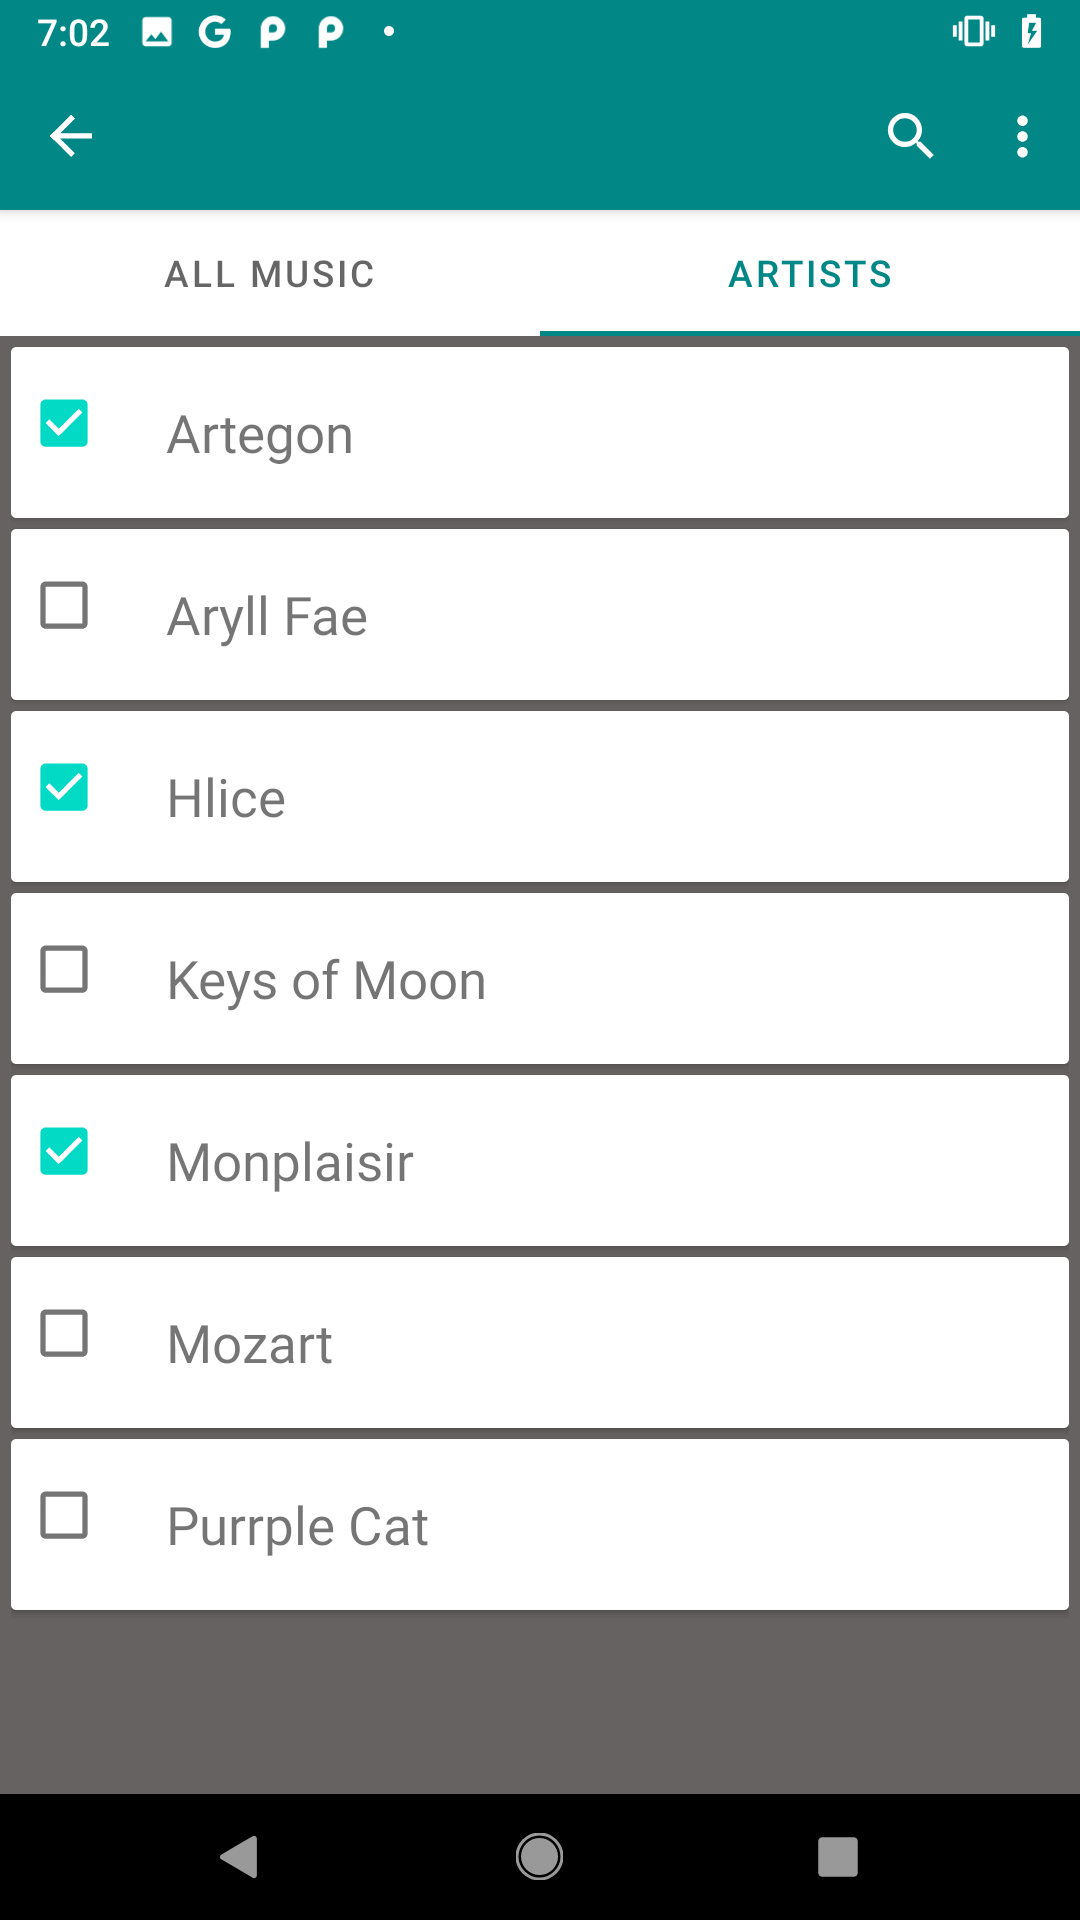 7:02
ALL MUSIC
ARTISTS
Artegon
Aryll Fae
Hlice
Keys of Moon
Monplaisir
Mozart
Purrple Cat